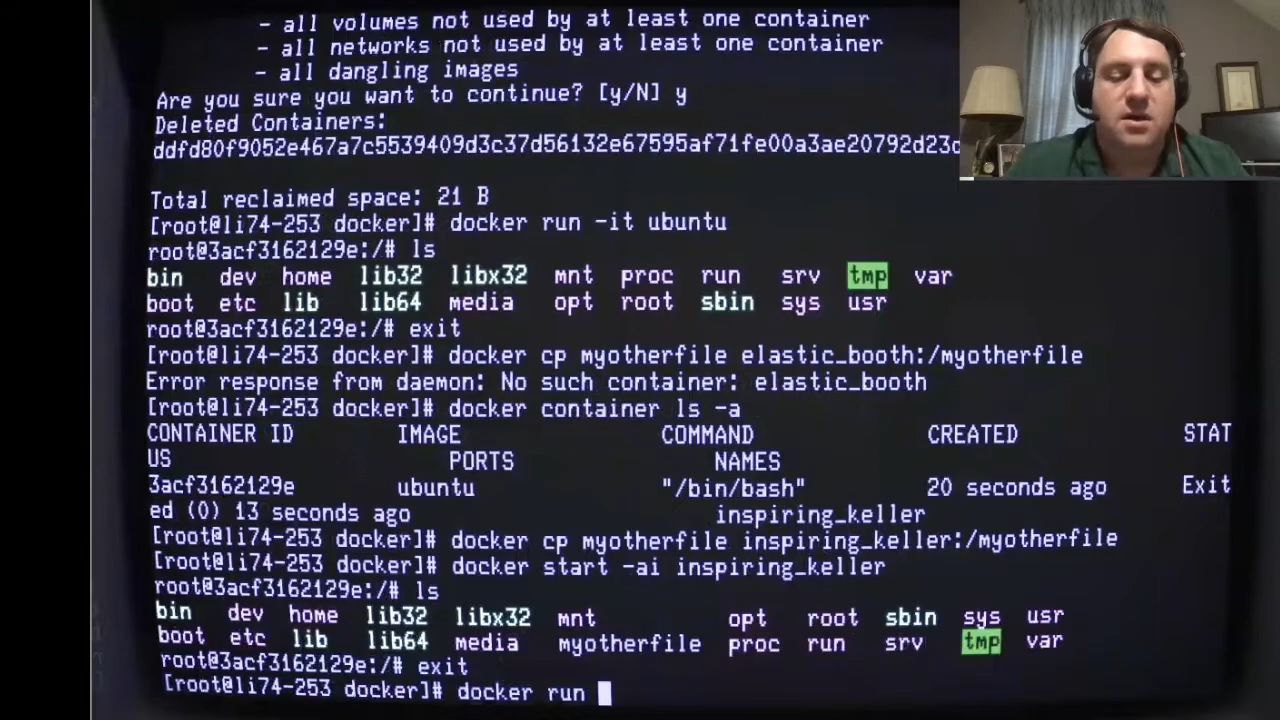 - all volumes not used by at least one container
- all networks not used by at least one container
- all dangling images
Are you sure you want to continue? [y/N] y
Deleted Containers:
ddfd80f9052e467a7c5539409d3c37d56132e67595af71fe00a3ae20792d23c
Total reclaimed space: 21 B
[root@li74-253 docker]# docker run -it ubuntu
root@3acf3162129e:/# ls
bin dev home lib32 libx32 mnt proc run srv tmp var
boot etc lib lib64 media opt root sbin sys usr
root@3acf3162129e:/# exit
[root@li74-253 docker]# docker cp myotherfile elastic_booth:/myotherfile
Error response from daemon: No such container: elastic_booth
[root@li74-253 docker]# docker container ls -a
CONTAINER ID IMAGE COMMAND CREATED STAT
US PORTS NAMES
3acf3162129e ubuntu "/bin/bash" 20 seconds ago Exit
ed (0) 13 seconds ago inspiring_keller
[root@li74-253 docker]# docker cp myotherfile inspiring_keller:/myotherfile
[root@li74-253 docker]# docker start -ai inspiring_keller
root@3acf3162129e:/# ls
bin dev home lib32 libx32 mnt opt root sbin sys usr
boot etc lib lib64 media myotherfile proc run srv tmp var
root@3acf3162129e:/# exit
[root@li74-253 docker]# docker run